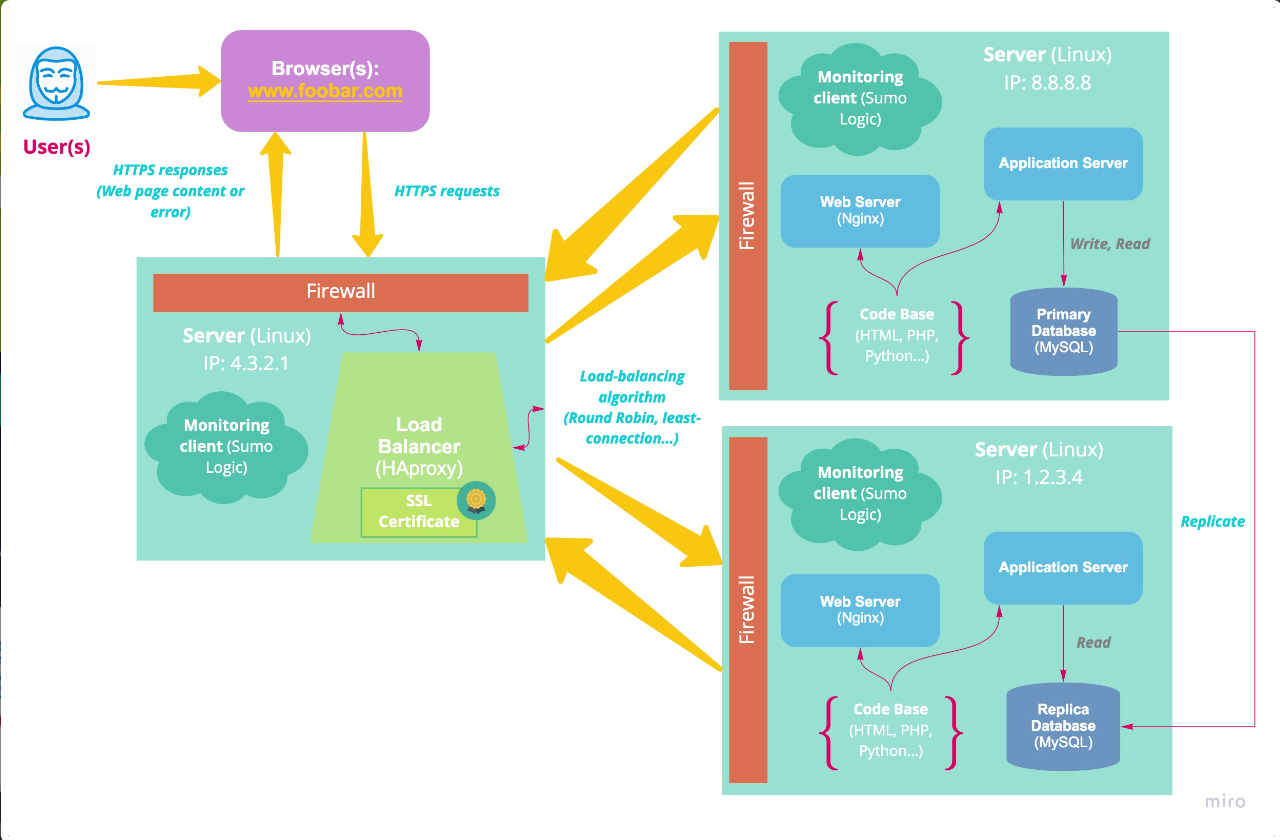 User(s)
Browser(s):
www.foobar.com
HTTPS responses
(Web page content or
error)
HTTPS requests
Firewall
Server (Linux)
IP: 4.3.2.1
Monitoring
client (Sumo
Logic)
Load
Balancer
(HAproxy)
SSL
Certificate
Load-balancing
algorithm
(Round Robin, least-
connection...)
Firewall
Monitoring
client (Sumo
Logic)
Server (Linux)
IP: 8.8.8.8
Application Server
Web Server
(Nginx)
Write, Read
Code Base
(HTML, PHP,
Python...)
Primary
Database
(MySQL)
Firewall
Monitoring
client (Sumo
Logic)
Server (Linux)
IP: 1.2.3.4
Replicate
Application Server
Web Server
(Nginx)
Read
Code Base
(HTML, PHP,
Python...)
Replica
Database
(MySQL)
miro